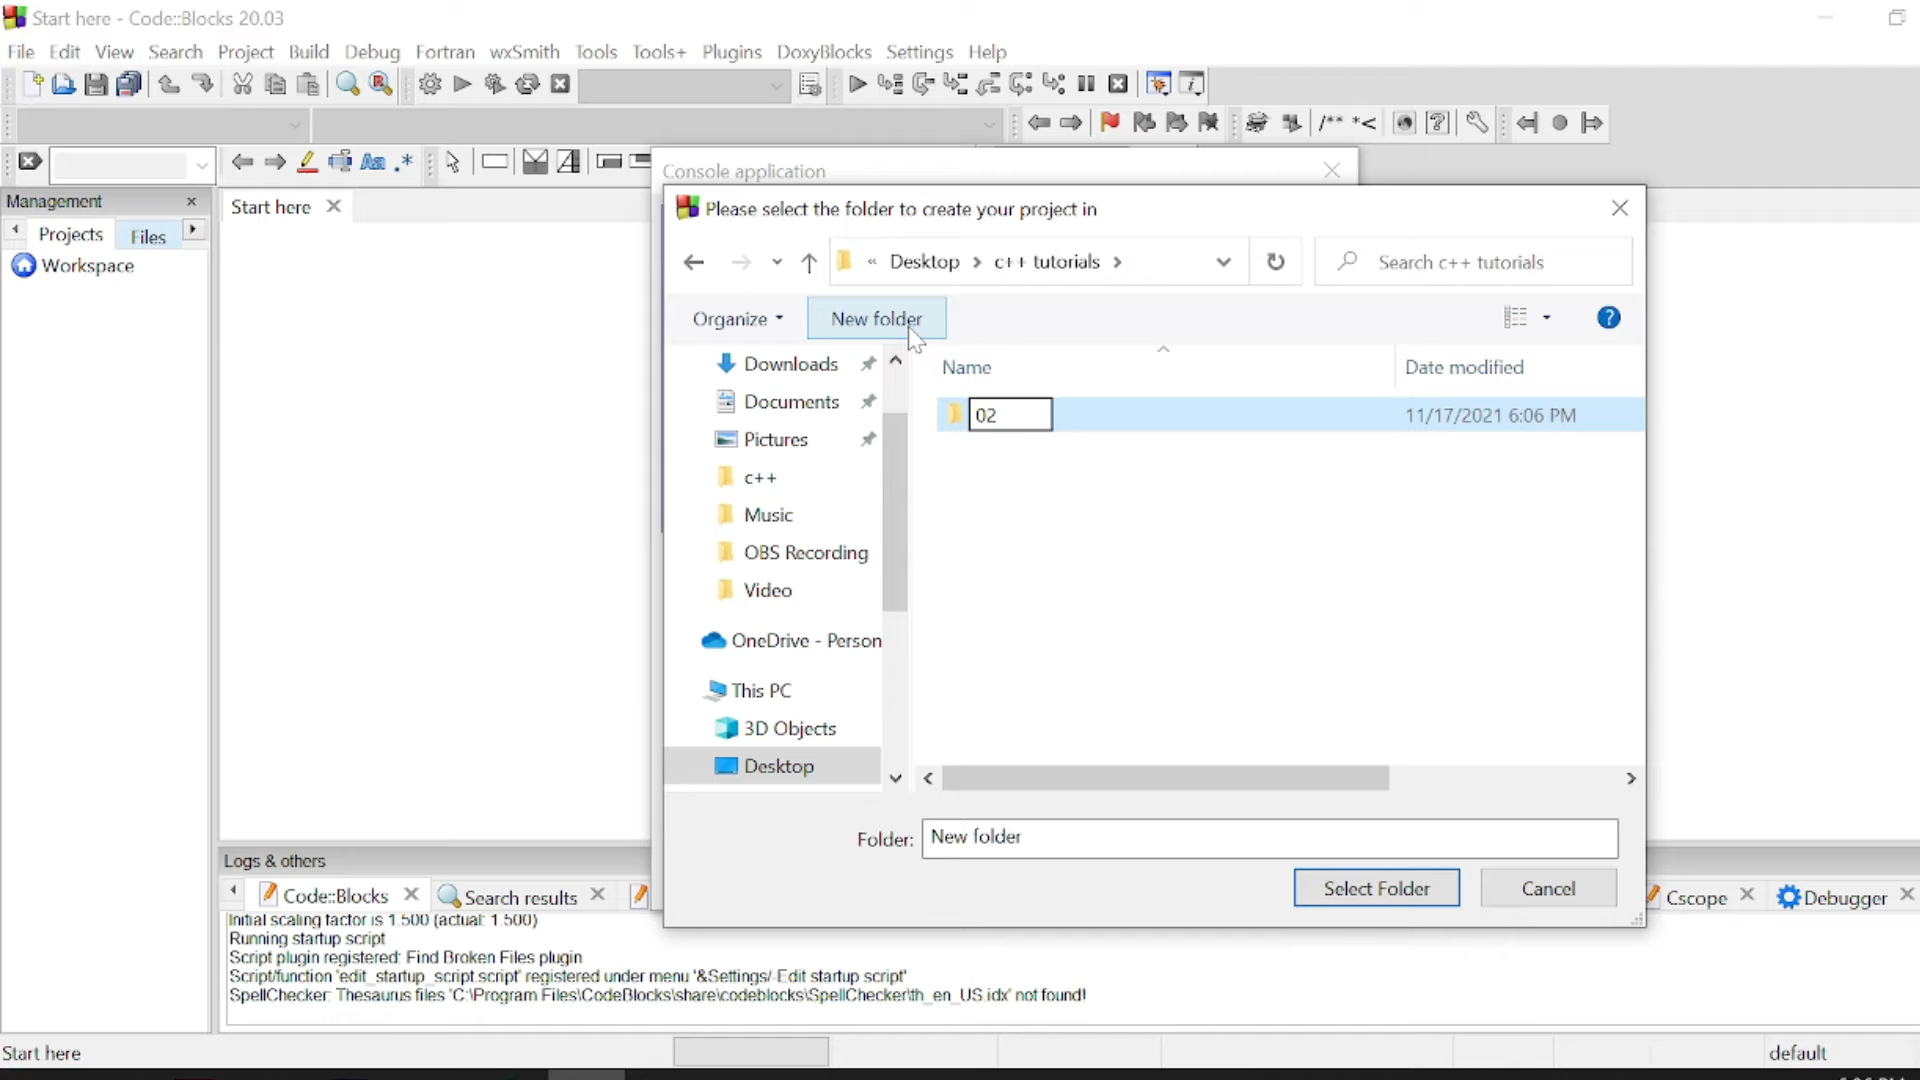 Start here - Code::Blocks 20.03
File Edit View Search Project Build Debug Fortran wxSmith Tools Tools+ Plugins DoxyBlocks Settings Help
/** *<
Aa .*
Console application
Management
Start here
Please select the folder to create your project in
Projects Files
Workspace
« Desktop > c++ tutorials >
Search c++ tutorials
Organize
New folder
Downloads
Documents
Pictures
c++
Music
OBS Recording
Video
OneDrive - Person
This PC
3D Objects
Desktop
Name
Date modified
02
11/17/2021 6:06 PM
Folder: New folder
Select Folder
Cancel
Logs & others
Code::Blocks
Search results
Cscope
Debugger
Initial scaling factor is 1.500 (actual: 1.500)
Running startup script
Script plugin registered: Find Broken Files plugin
Script/function 'edit_startup_script.script' registered under menu '&Settings/-Edit startup script'
SpellChecker: Thesaurus files 'C:\Program Files\CodeBlocks\share\codeblocks\SpellChecker\th_en_US.idx' not found!
Start here
default